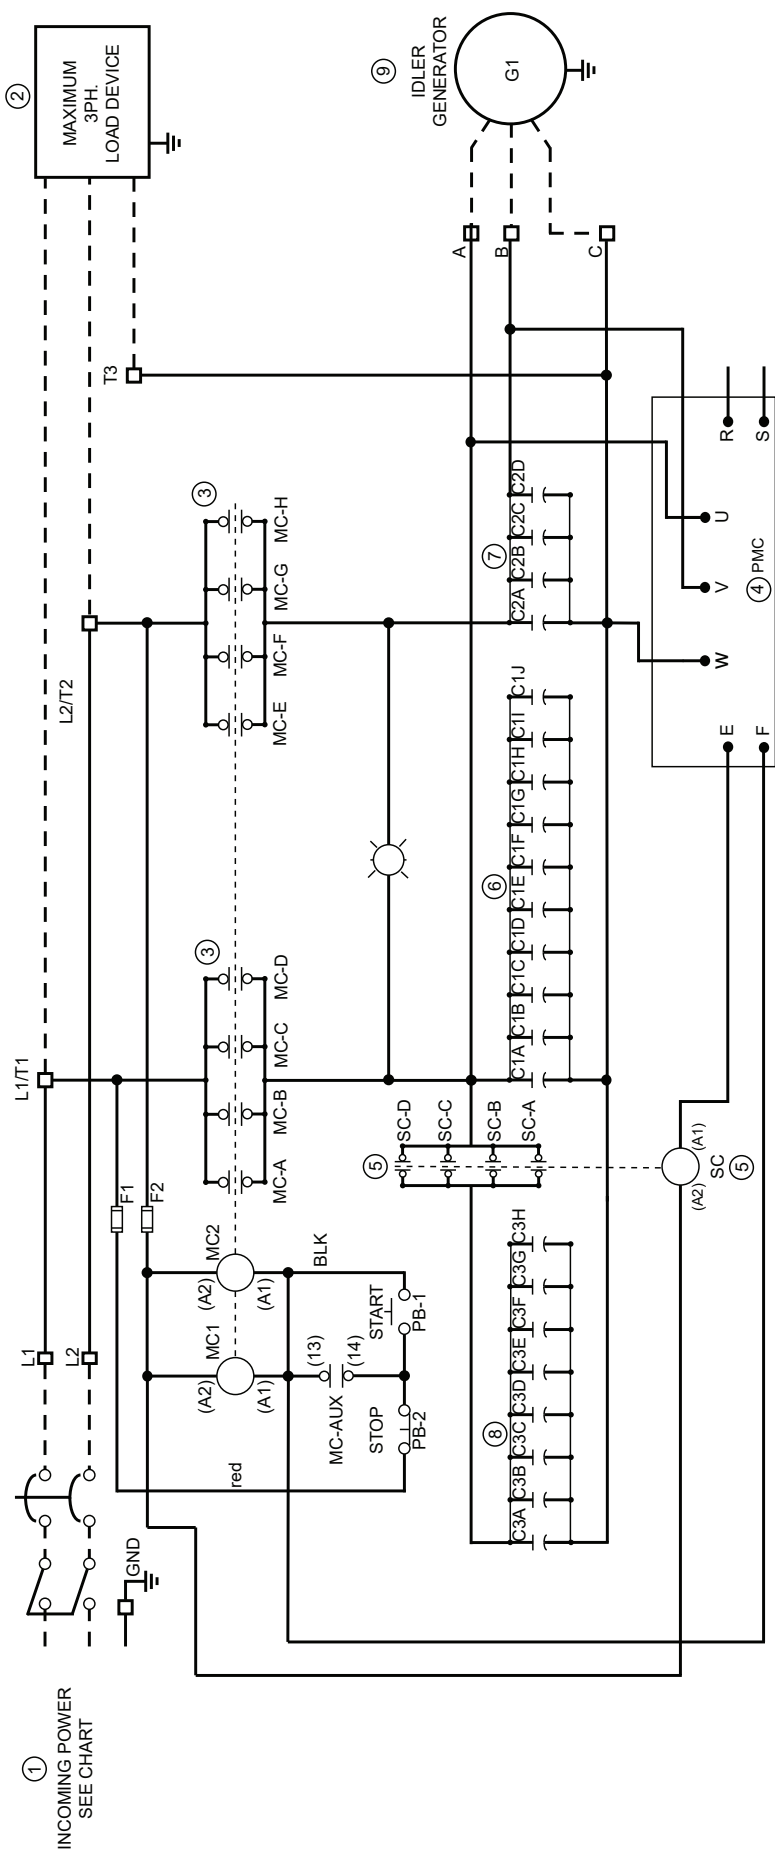 1
INCOMING POWER
SEE CHART
GND
L1
L2
L1/T1
L2/T2
T3
2
MAXIMUM
3PH.
LOAD DEVICE
F1
F2
red
BLK
MC1
(A2)
(A1)
MC2
(A2)
(A1)
MC-AUX
(13)
(14)
STOP
PB-2
START
PB-1
3
MC-A
MC-B
MC-C
MC-D
3
MC-E
MC-F
MC-G
MC-H
5
SC-D
SC-C
SC-B
SC-A
8
C3A
C3B
C3C
C3D
C3E
C3F
C3G
C3H
6
C1A
C1B
C1C
C1D
C1E
C1F
C1G
C1H
C1I
C1J
7
C2A
C2B
C2C
C2D
A
B
C
9
IDLER
GENERATOR
G1
(A2)
(A1)
SC
5
E
F
W
V
U
R
S
4 PMC